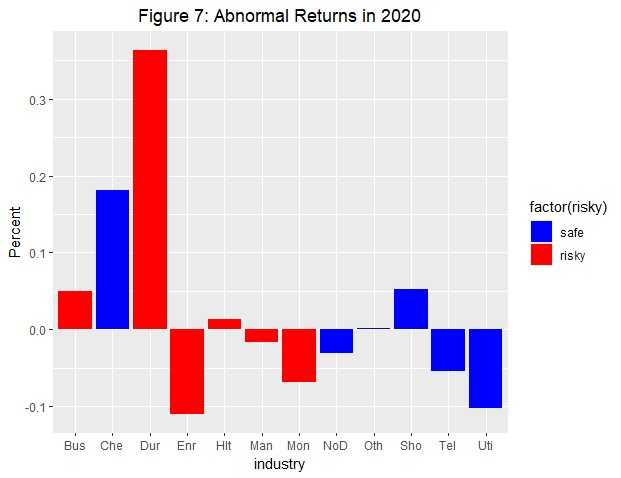 Figure 7: Abnormal Returns in 2020
Percent
0.3
0.2
0.1
0.0
-0.1
Bus Che Dur Enr Hlt Man Mon NoD Oth Sho Tel Uti
industry
factor(risky)
safe
risky